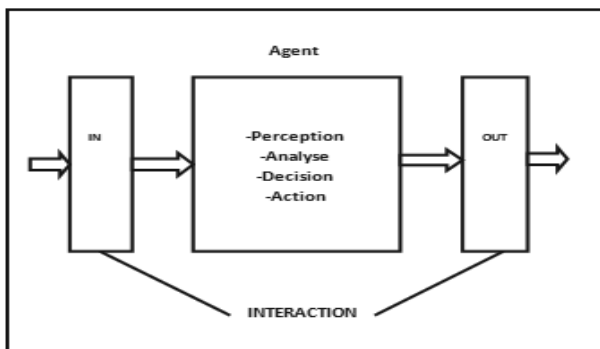 Agent
IN
-Perception
-Analyse
-Decision
-Action
OUT
INTERACTION